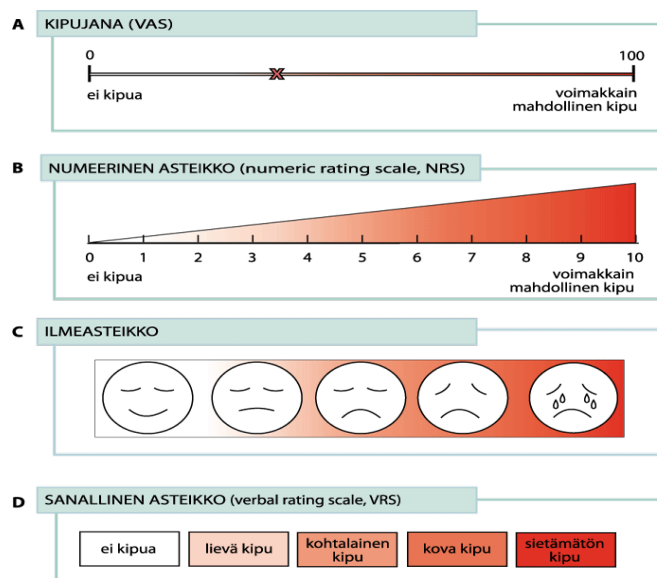 A KIPUJANA (VAS)
0 100
ei kipua voimakkain
mahdollinen kipu
B NUMEERINEN ASTEIKKO (numeric rating scale, NRS)
0 1 2 3 4 5 6 7 8 9 10
ei kipua voimakkain
mahdollinen kipu
C ILMEASTEIKKO
D SANALLINEN ASTEIKKO (verbal rating scale, VRS)
ei kipua
lievä kipu
kohtalainen
kipu
kova kipu
sietämätön
kipu